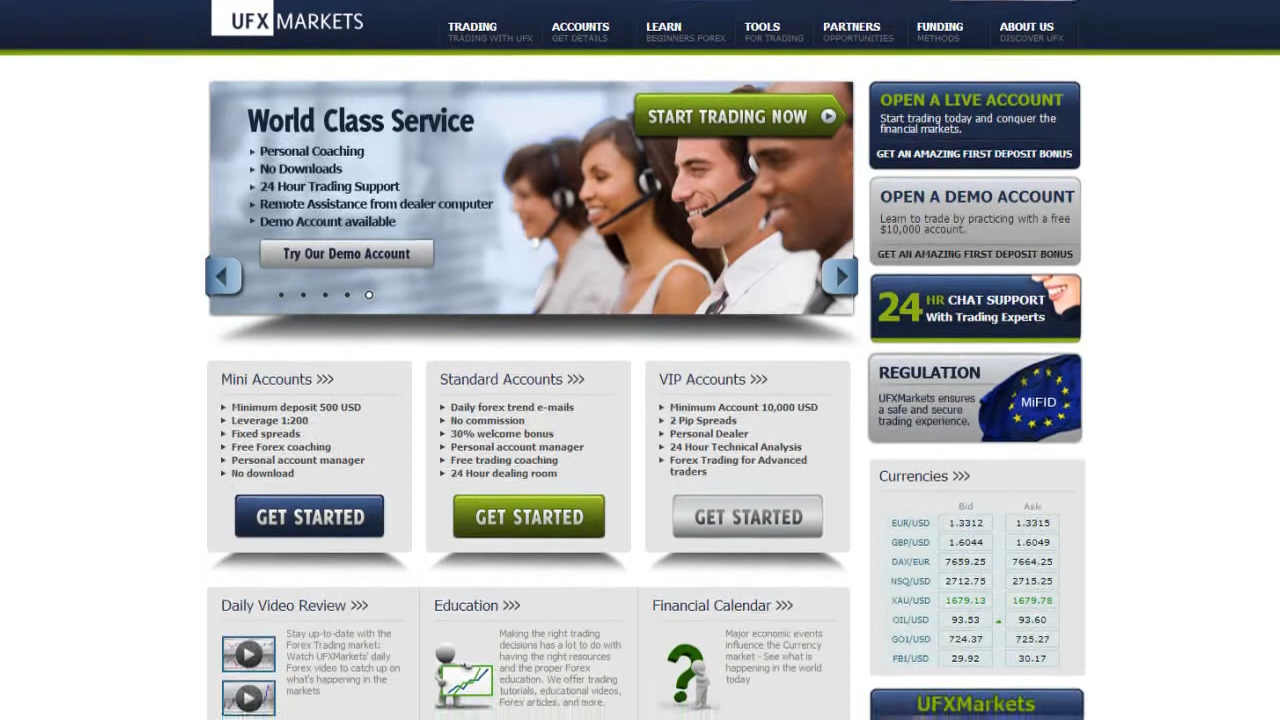 UFX MARKETS
TRADING
TRADING WITH UFX
ACCOUNTS
GET DETAILS
LEARN
BEGINNERS FOREX
TOOLS
FOR TRADING
PARTNERS
OPPORTUNITIES
FUNDING
METHODS
ABOUT US
DISCOVER UFX
World Class Service
Personal Coaching
No Downloads
24 Hour Trading Support
Remote Assistance from dealer computer
Demo Account available
Try Our Demo Account
START TRADING NOW
OPEN A LIVE ACCOUNT
Start trading today and conquer the
financial markets.
GET AN AMAZING FIRST DEPOSIT BONUS
OPEN A DEMO ACCOUNT
Learn to trade by practicing with a free
$10,000 account.
GET AN AMAZING FIRST DEPOSIT BONUS
24 HR CHAT SUPPORT
With Trading Experts
REGULATION
UFXMarkets ensures
a safe and secure
trading experience.
MiFID
Mini Accounts >>>
Minimum deposit 500 USD
Leverage 1:200
Fixed spreads
Free Forex coaching
Personal account manager
No download
GET STARTED
Standard Accounts >>>
Daily forex trend e-mails
No commission
30% welcome bonus
Personal account manager
Free trading coaching
24 Hour dealing room
GET STARTED
VIP Accounts >>>
Minimum Account 10,000 USD
2 Pip Spreads
Personal Dealer
24 Hour Technical Analysis
Forex Trading for Advanced
traders
GET STARTED
Currencies >>>
Bid Ask
EUR/USD 1.3312 1.3315
GBP/USD 1.6044 1.6049
DAX/EUR 7659.25 7664.25
NSQ/USD 2712.75 2715.25
XAU/USD 1679.13 1679.78
OIL/USD 93.53 93.60
GO1/USD 724.37 725.27
FB1/USD 29.92 30.17
Daily Video Review >>>
Stay up-to-date with the
Forex Trading market:
Watch UFXMarkets' daily
Forex video to catch up on
what's happening in the
markets
Education >>>
Making the right trading
decisions has a lot to do with
having the right resources
and the proper Forex
education. We offer trading
tutorials, educational videos,
Forex articles, and more.
Financial Calendar >>>
Major economic events
influence the Currency
market - See what is
happening in the world
today
UFXMarkets